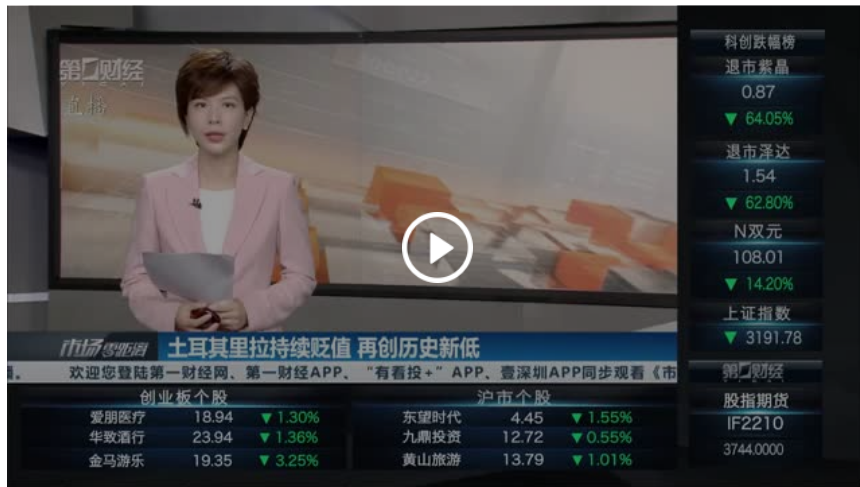 第一财经
直播
科创跌幅榜
退市紫晶
0.87
▼ 64.05%
退市泽达
1.54
▼ 62.80%
N双元
108.01
▼ 14.20%
上证指数
▼ 3191.78
第一财经
股指期货
IF2210
3744.0000
市场零距离
土耳其里拉持续贬值 再创历史新低
。 欢迎您登陆第一财经网、第一财经APP、“有看投+”APP、壹深圳APP同步观看《市
创业板个股
爱朋医疗 18.94 ▼1.30%
华致酒行 23.94 ▼1.36%
金马游乐 19.35 ▼3.25%
沪市个股
东望时代 4.45 ▼1.55%
九鼎投资 12.72 ▼0.55%
黄山旅游 13.79 ▼1.01%